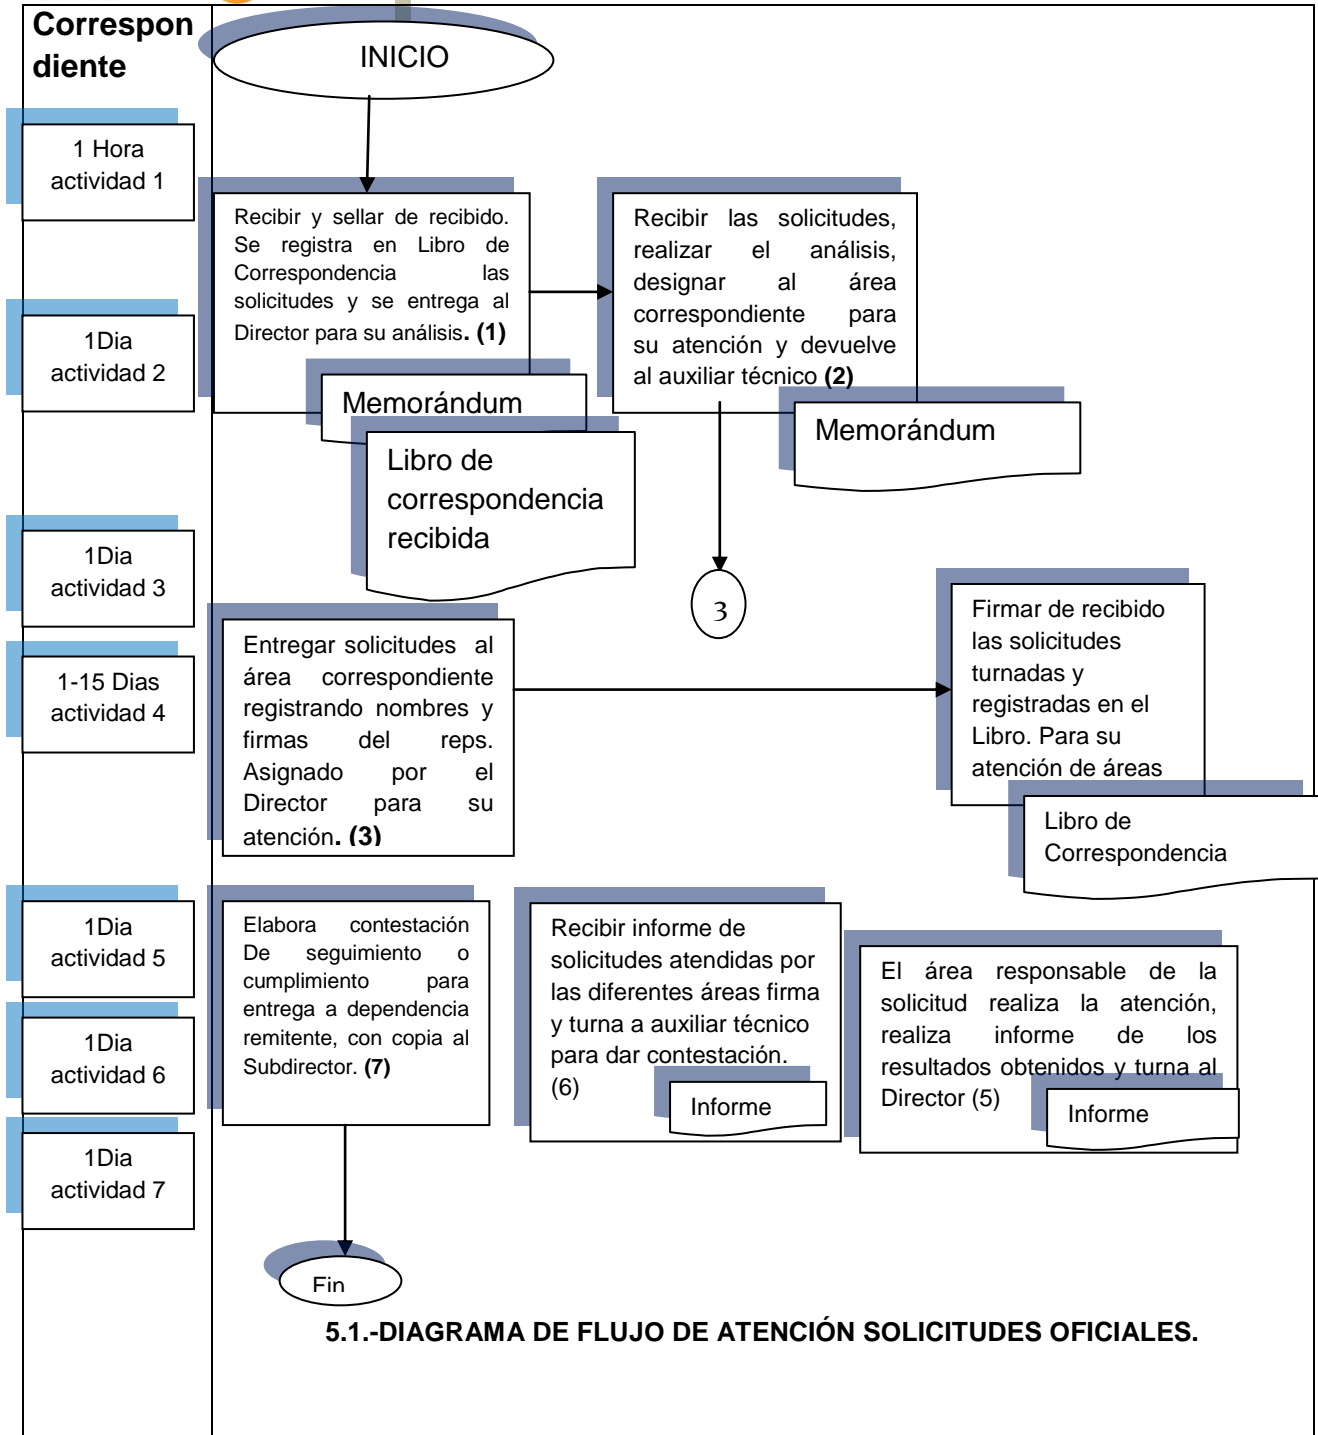 Correspon
diente
INICIO
1 Hora
actividad 1
Recibir y sellar de recibido.
Se registra en Libro de
Correspondencia las
solicitudes y se entrega al
Director para su análisis. (1)
Recibir las solicitudes,
realizar el análisis,
designar al área
correspondiente para
su atención y devuelve
al auxiliar técnico (2)
1Dia
actividad 2
Memorándum
Libro de
correspondencia
recibida
Memorándum
1Dia
actividad 3
3
1-15 Dias
actividad 4
Entregar solicitudes al
área correspondiente
registrando nombres y
firmas del reps.
Asignado por el
Director para su
atención. (3)
Firmar de recibido
las solicitudes
turnadas y
registradas en el
Libro. Para su
atención de áreas
Libro de
Correspondencia
1Dia
actividad 5
1Dia
actividad 6
1Dia
actividad 7
Elabora contestación
De seguimiento o
cumplimiento para
entrega a dependencia
remitente, con copia al
Subdirector. (7)
Recibir informe de
solicitudes atendidas por
las diferentes áreas firma
y turna a auxiliar técnico
para dar contestación.
(6)
Informe
El área responsable de la
solicitud realiza la atención,
realiza informe de los
resultados obtenidos y turna al
Director (5)
Informe
Fin
5.1.-DIAGRAMA DE FLUJO DE ATENCIÓN SOLICITUDES OFICIALES.